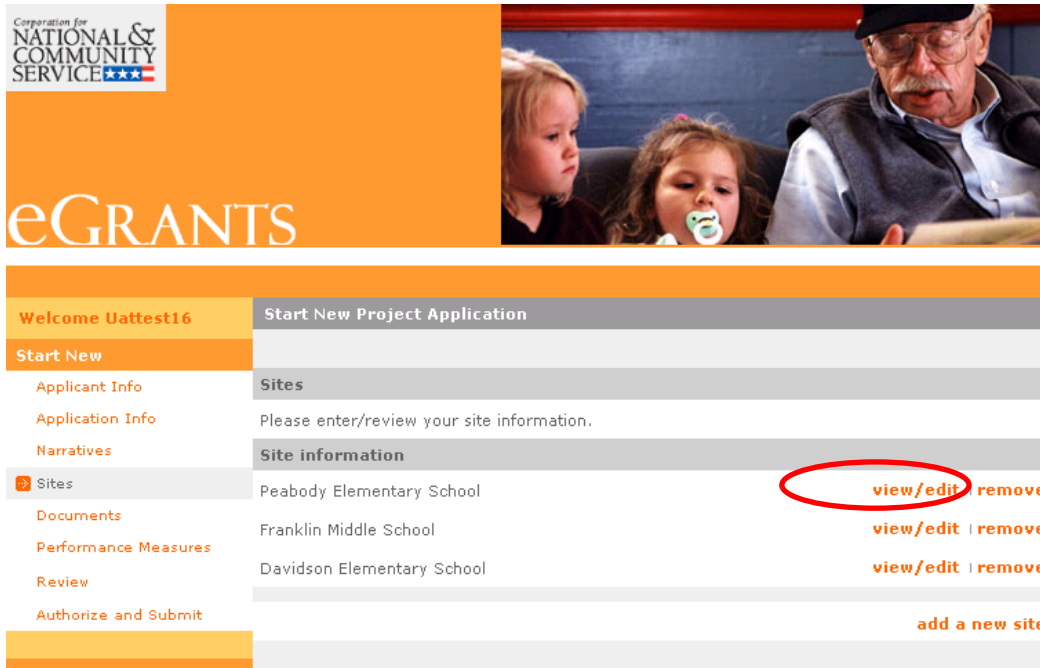 Corporation for
NATIONAL &
COMMUNITY
SERVICE
eGRANTS
Welcome Uattest16
Start New Project Application
Start New
Applicant Info
Sites
Application Info
Please enter/review your site information.
Narratives
Site information
Sites
Peabody Elementary School view/edit | remove
Documents
Franklin Middle School view/edit | remove
Performance Measures
Davidson Elementary School view/edit | remove
Review
Authorize and Submit
add a new site